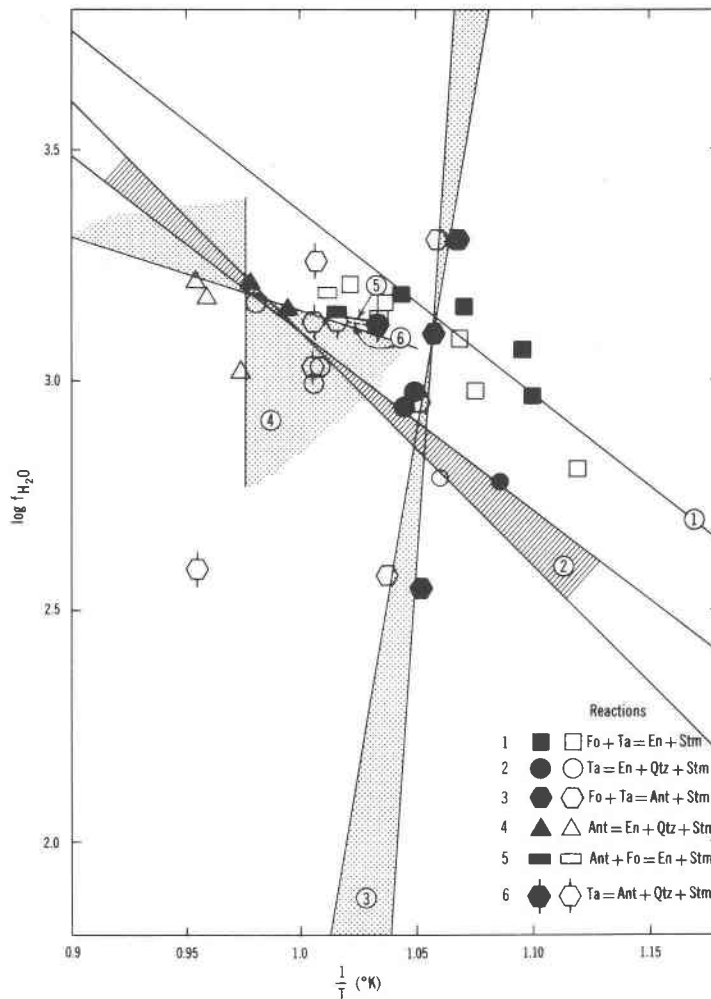 3.5
3.0
2.5
2.0
log fH₂O
5
6
4
1
2
3
Reactions
1 Fo + Ta = En + Stm
2 Ta = En + Qtz + Stm
3 Fo + Ta = Ant + Stm
4 Ant = En + Qtz + Stm
5 Ant + Fo = En + Stm
6 Ta = Ant + Qtz + Stm
0.9 0.95 1.0 1.05 1.10 1.15
1/T (°K)